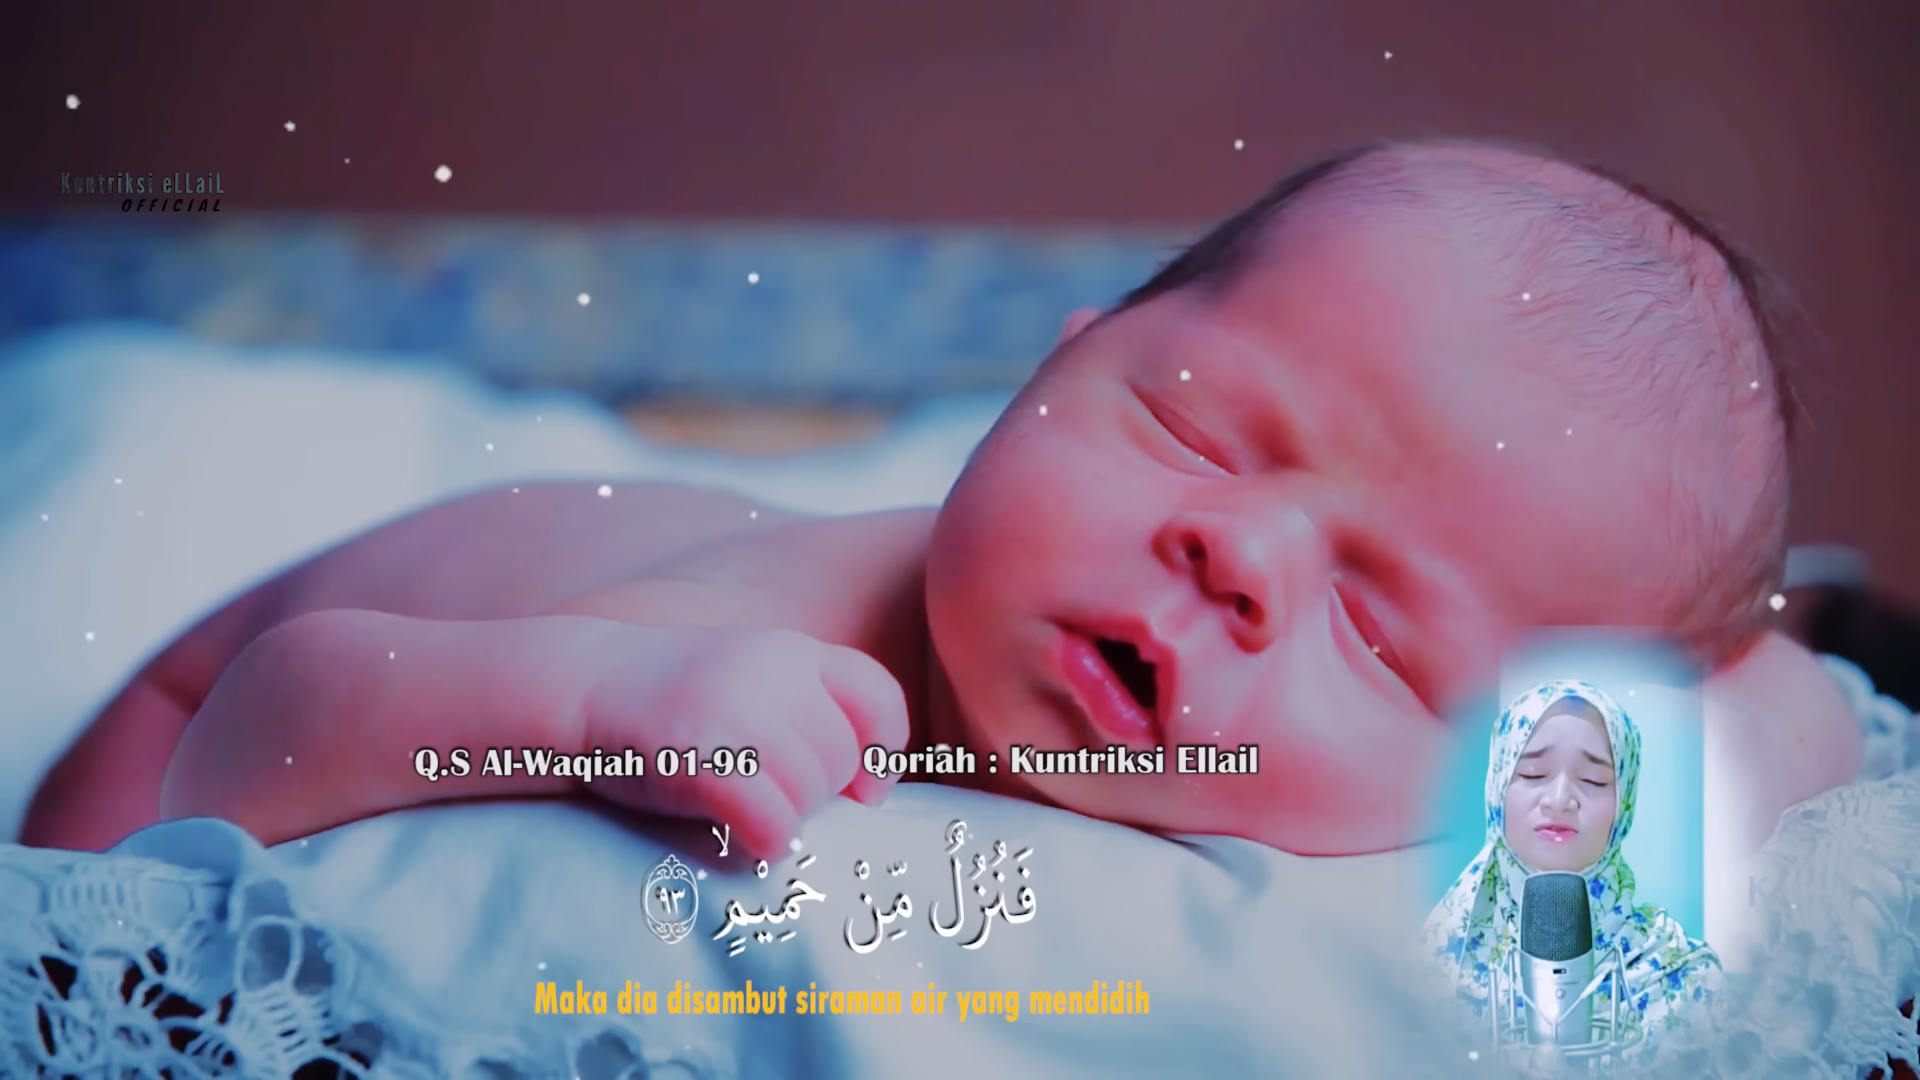 Kuntriksi eLLaiL
OFFICIAL
Q.S Al-Waqiah 01-96
Qoriah : Kuntriksi Ellail
فَنُزُلٌ مِّنْ حَمِيْمٍۙ ٩٣
Maka dia disambut siraman air yang mendidih